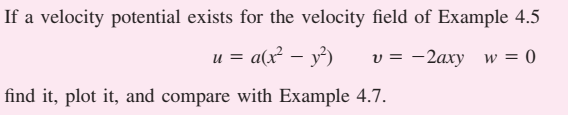 If a velocity potential exists for the velocity field of Example 4.5
u = a(x² − y²) v = −2axy w = 0
find it, plot it, and compare with Example 4.7.